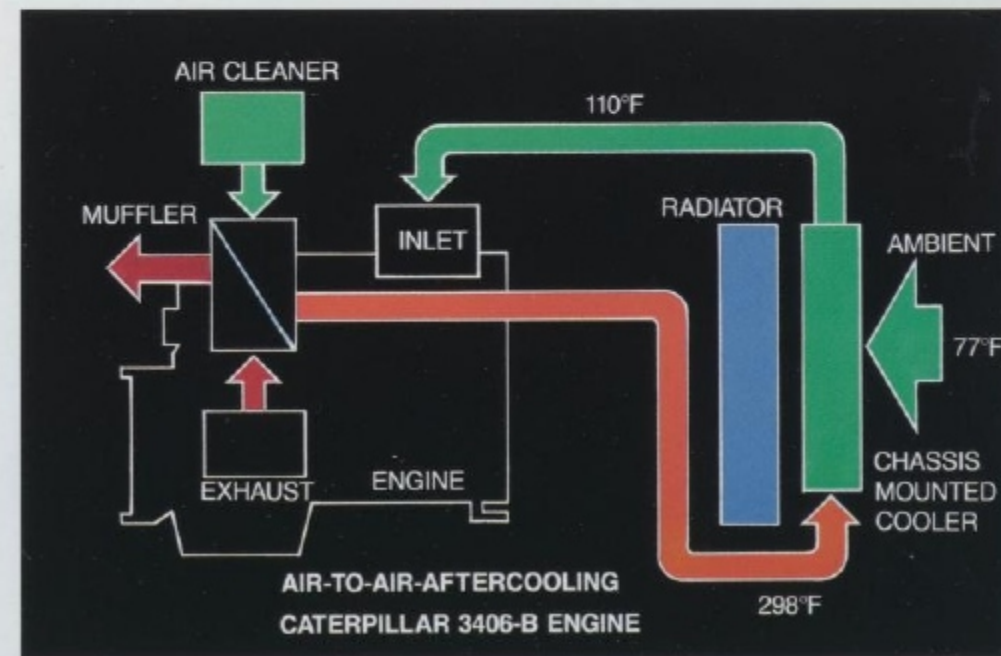 AIR CLEANER
110°F
MUFFLER
INLET
RADIATOR
AMBIENT
77°F
EXHAUST
ENGINE
CHASSIS
MOUNTED
COOLER
298°F
AIR-TO-AIR-AFTERCOOLING
CATERPILLAR 3406-B ENGINE